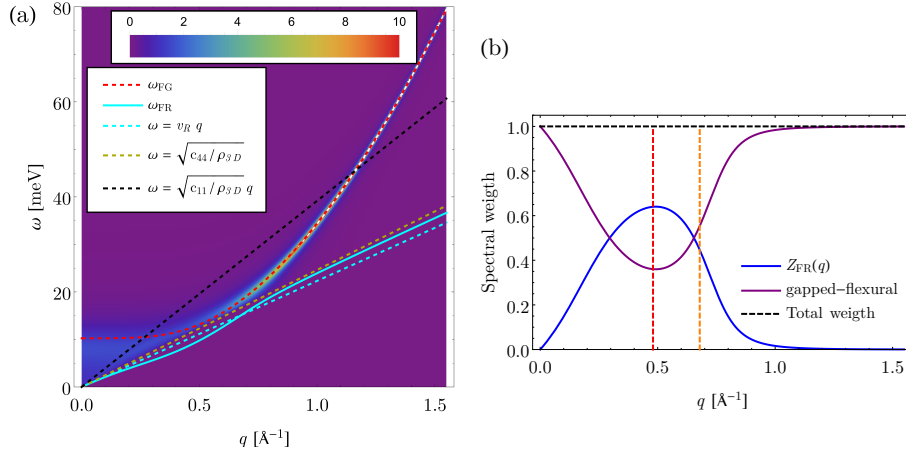 (a)
80
60
40
20
0
ω [meV]
0 2 4 6 8 10
ω_FG
ω_FR
ω = v_R q
ω = √(c_44 / ρ_3D)
ω = √(c_11 / ρ_3D) q
0.0 0.5 1.0 1.5
q [Å⁻¹]
(b)
1.0
0.8
0.6
0.4
0.2
0.0
Spectral weigth
Z_FR(q)
gapped−flexural
Total weigth
0.0 0.5 1.0 1.5
q [Å⁻¹]